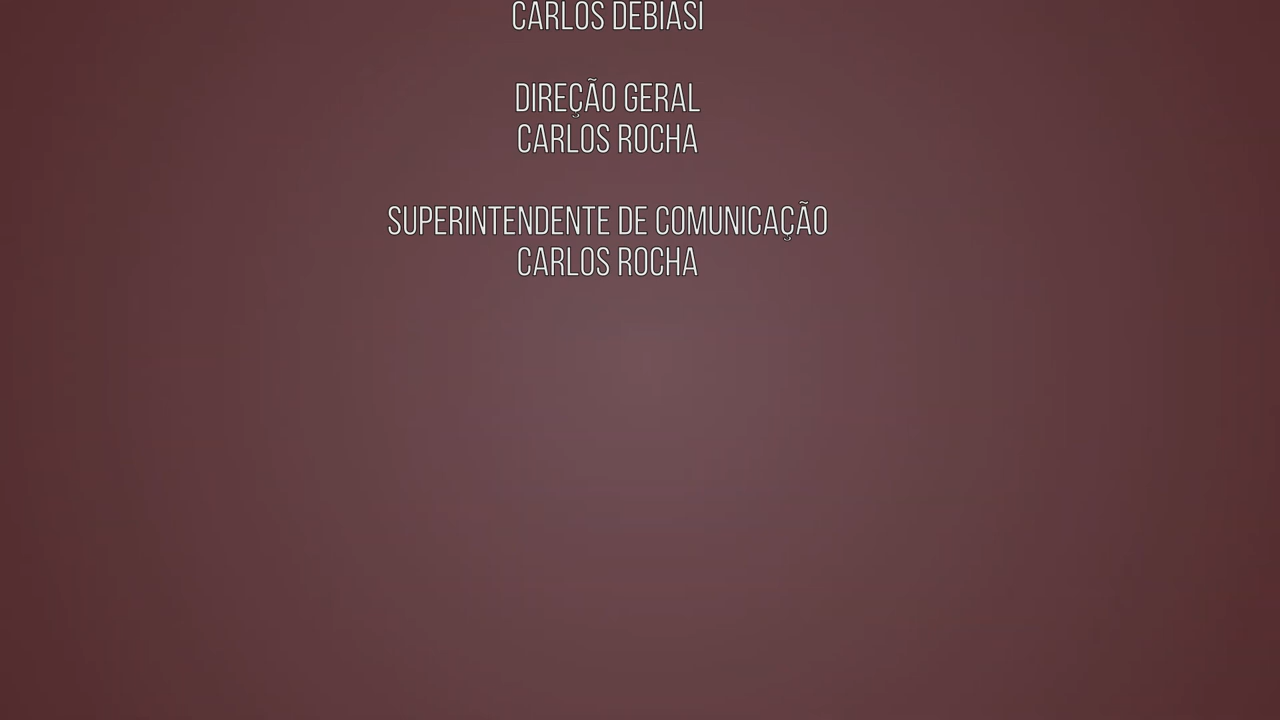 CARLOS DEBIASI
DIREÇÃO GERAL
CARLOS ROCHA
SUPERINTENDENTE DE COMUNICAÇÃO
CARLOS ROCHA